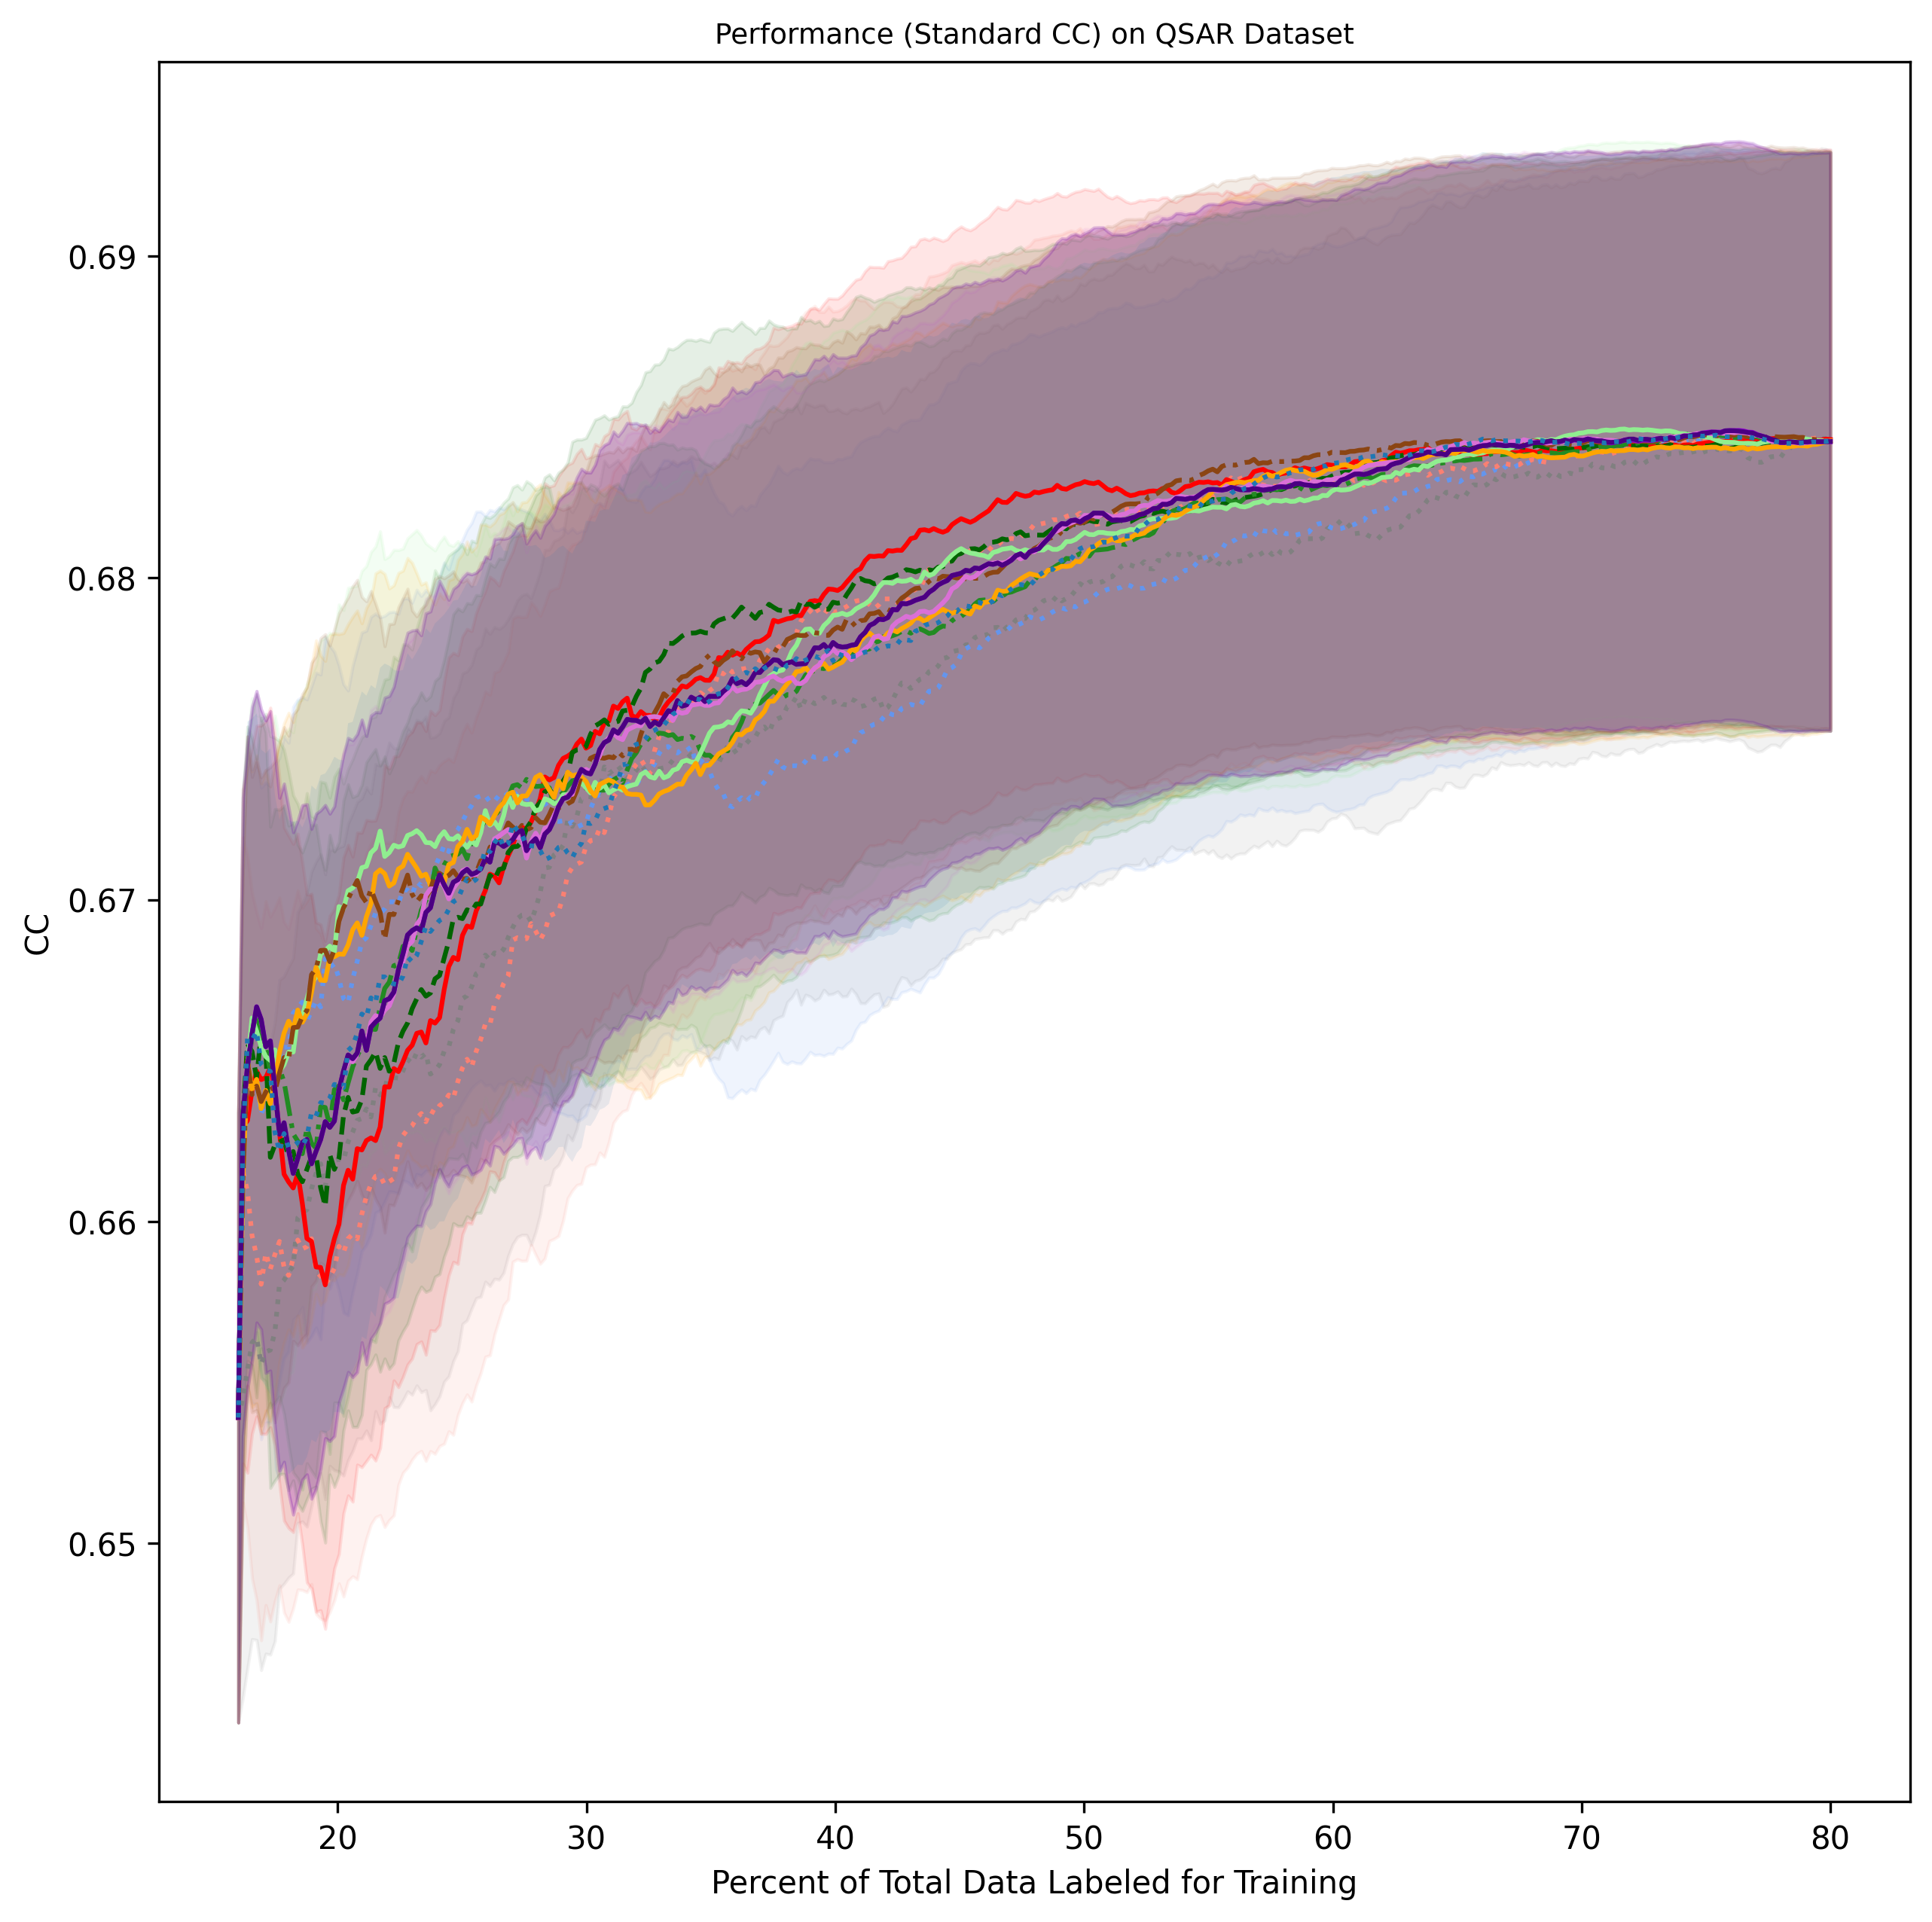 Performance (Standard CC) on QSAR Dataset
0.69
0.68
0.67
0.66
0.65
CC
20 30 40 50 60 70 80
Percent of Total Data Labeled for Training